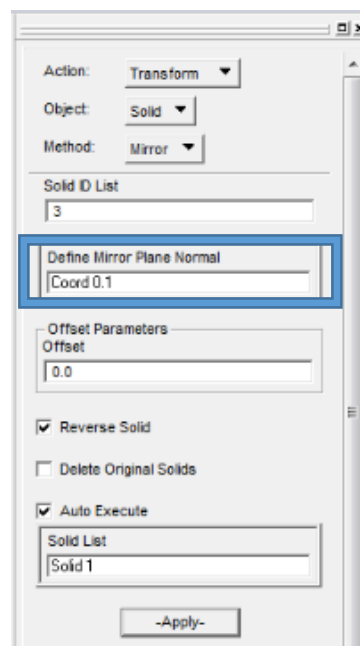 Action: Transform
Object: Solid
Method: Mirror
Solid ID List
3
Define Mirror Plane Normal
Coord 0.1
Offset Parameters
Offset
0.0
Reverse Solid
Delete Original Solids
Auto Execute
Solid List
Solid 1
-Apply-